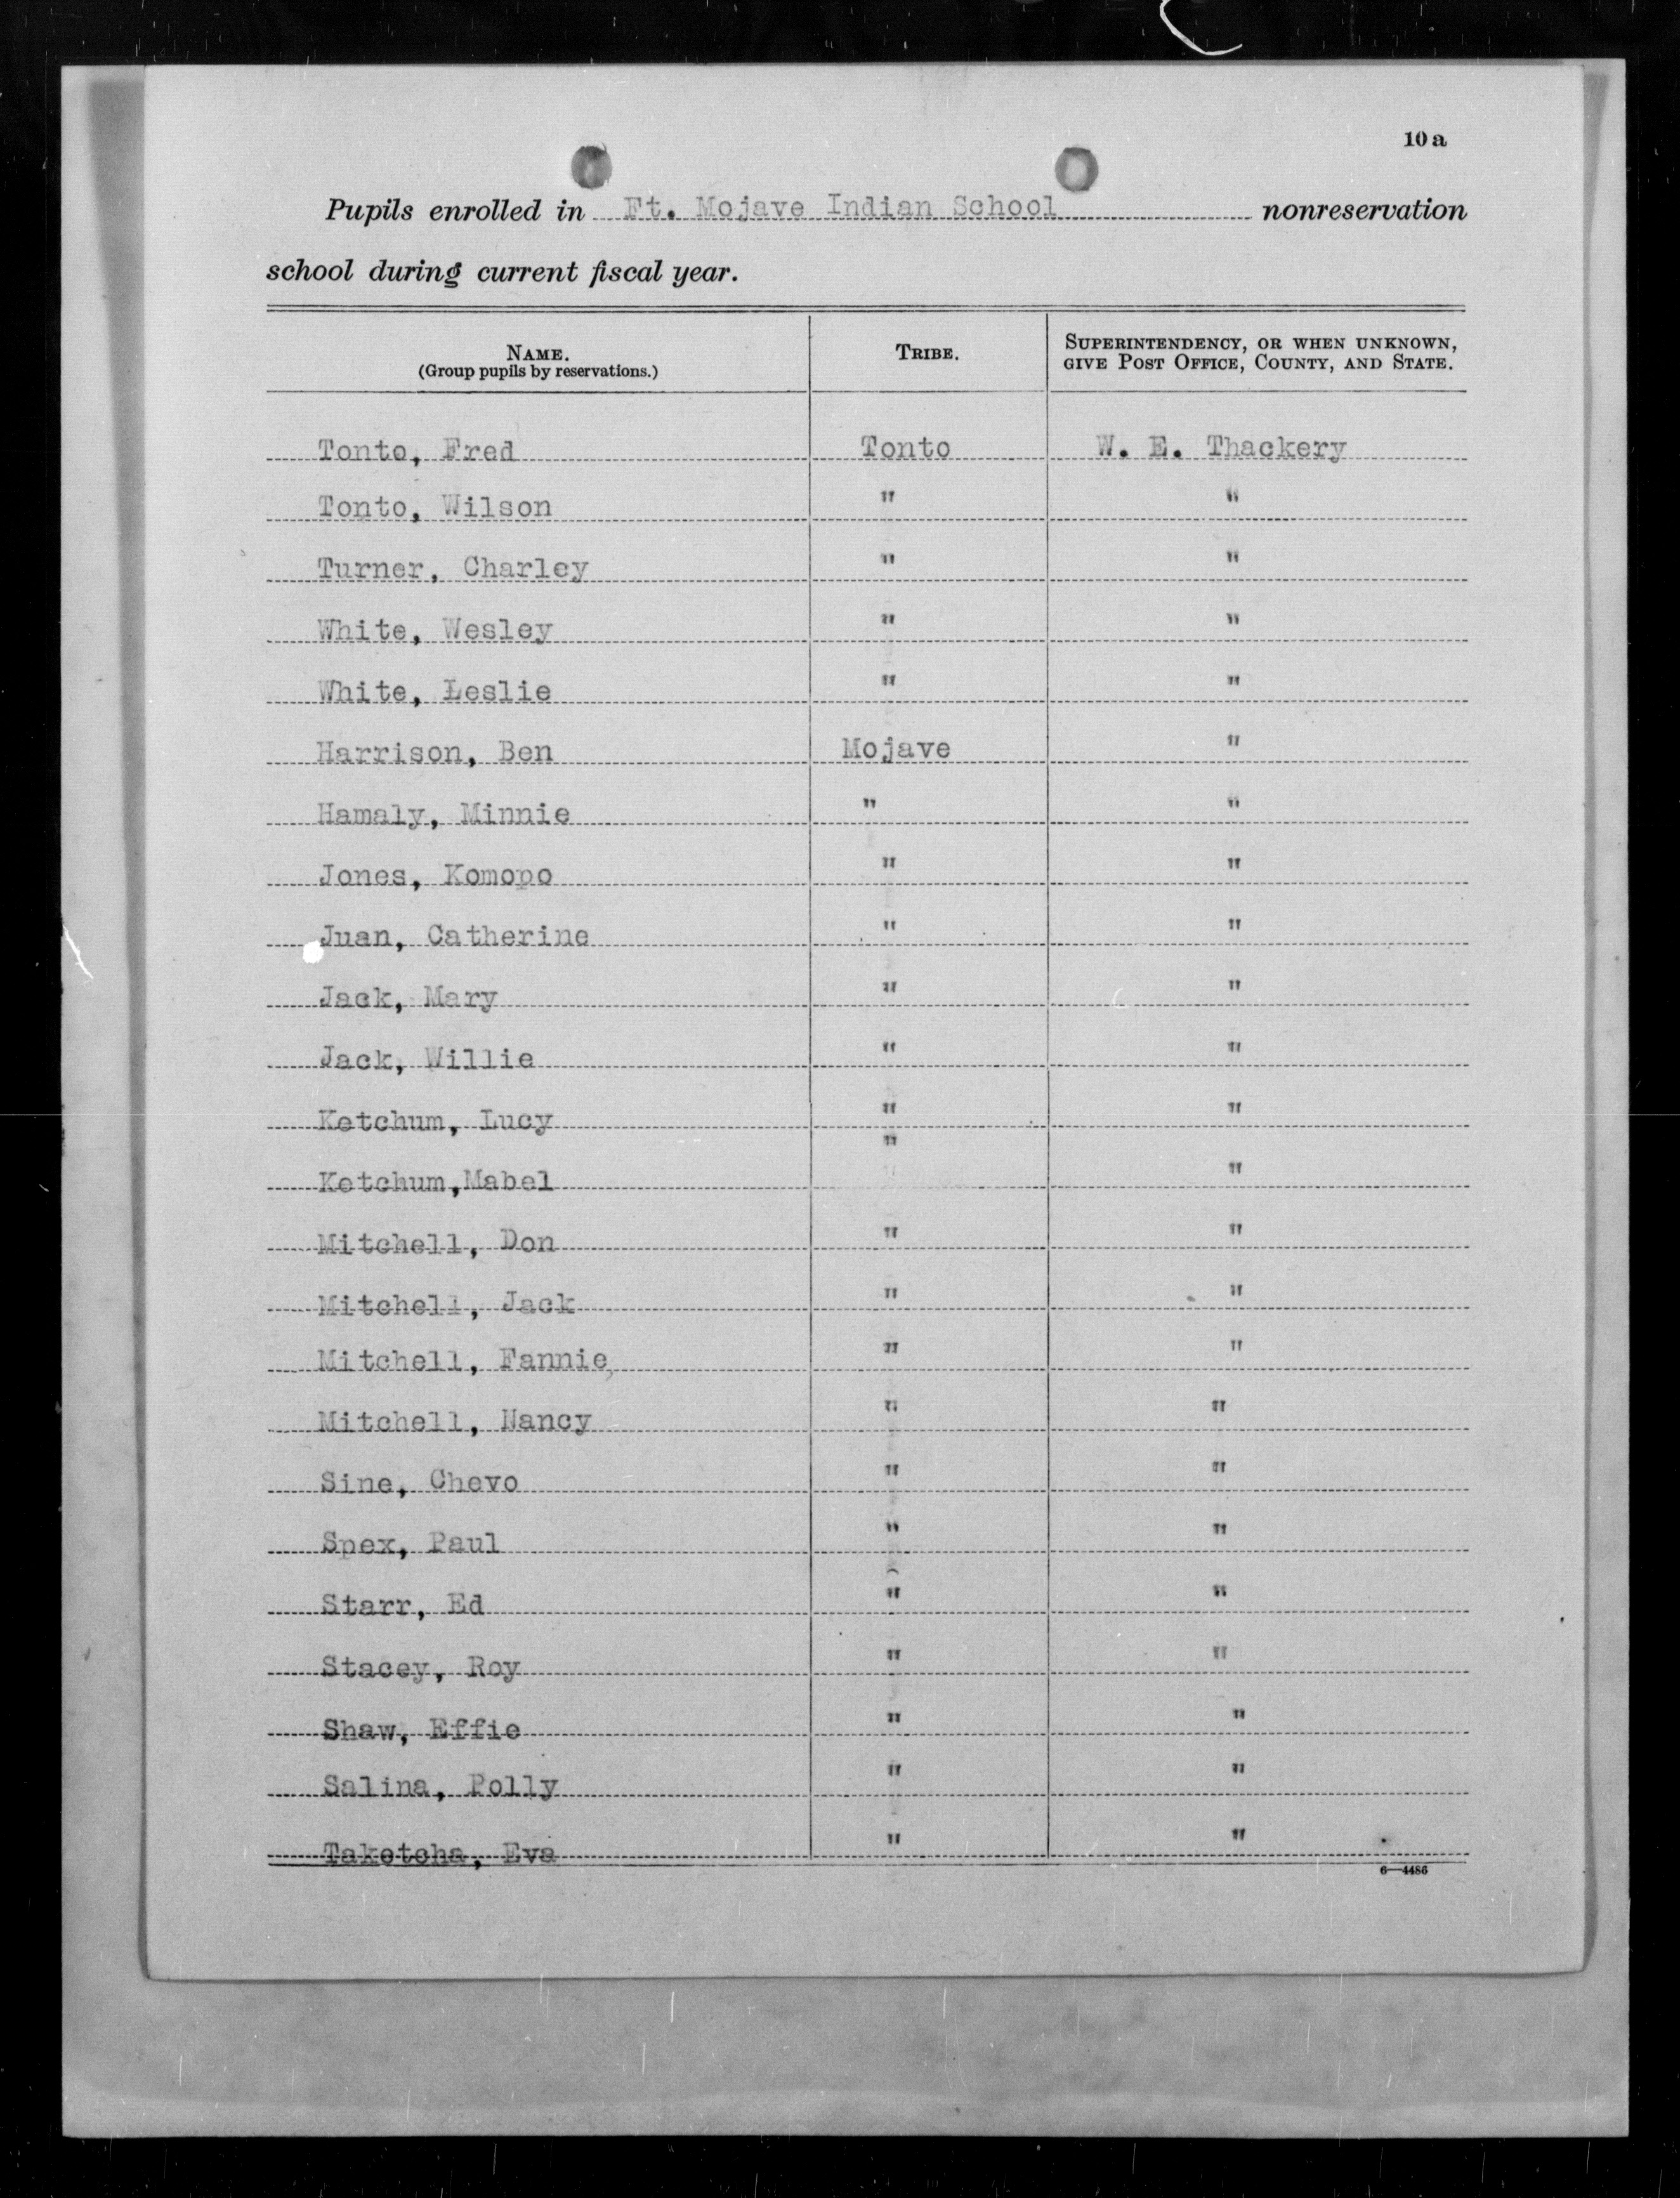 10a
Pupils enrolled in Ft. Mojave Indian School nonreservation
school during current fiscal year.
NAME. (Group pupils by reservations.) TRIBE. SUPERINTENDENCY, OR WHEN UNKNOWN, GIVE POST OFFICE, COUNTY, AND STATE.
Tonto, Fred Tonto W. E. Thackery
Tonto, Wilson " "
Turner, Charley " "
White, Wesley " "
White, Leslie " "
Harrison, Ben Mojave "
Hamaly, Minnie " "
Jones, Komopo " "
Juan, Catherine " "
Jack, Mary " "
Jack, Willie " "
Ketchum, Lucy " "
Ketchum,Mabel " "
Mitchell, Don " "
Mitchell, Jack " "
Mitchell, Fannie, " "
Mitchell, Nancy " "
Sine, Chevo " "
Spex, Paul " "
Starr, Ed " "
Stacey, Roy " "
Shaw, Effie " "
Salina, Polly " "
Taketcha, Eva " "
6—4486